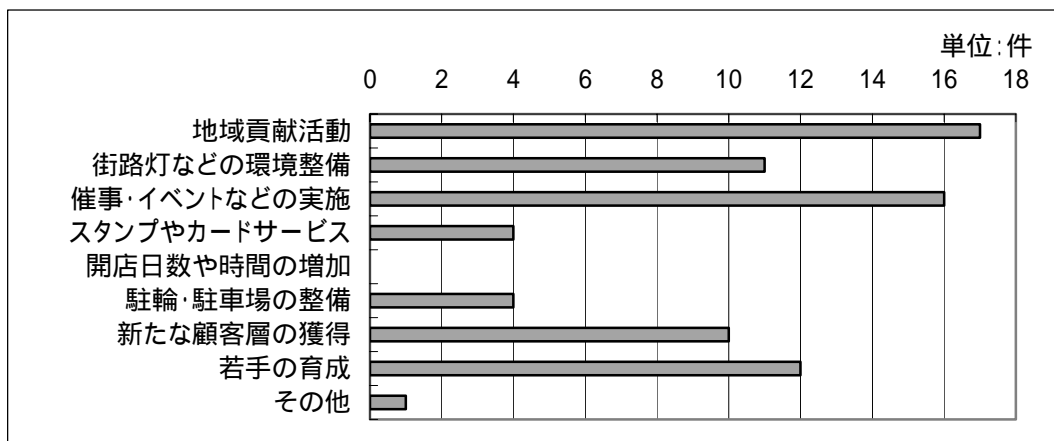 単位:件
0 2 4 6 8 10 12 14 16 18
地域貢献活動
街路灯などの環境整備
催事･イベントなどの実施
スタンプやカードサービス
開店日数や時間の増加
駐輪･駐車場の整備
新たな顧客層の獲得
若手の育成
その他